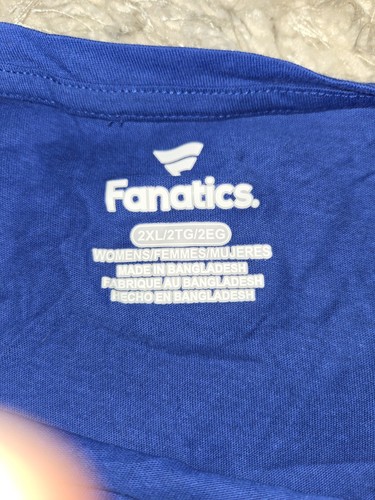 Fanatics.
2XL/2TG/2EG
WOMENS/FEMMES/MUJERES
MADE IN BANGLADESH
FABRIQUE AU BANGLADESH
HECHO EN BANGLADESH